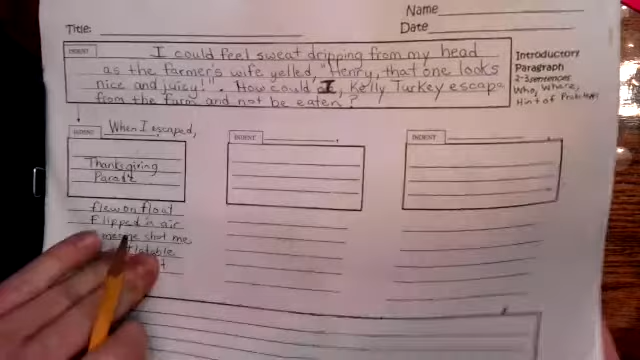 Name
Title:
Date
INDENT
I could feel sweat dripping from my head
as the farmer's wife yelled, "Henry, that one looks
nice and juicy!". How could I, Kelly Turkey escape
from the farm and not be eaten?
Introductory
Paragraph
2-3 sentences
Who, Where,
Hint of Problem
INDENT When I escaped,
Thanksgiving
Parade
flew on float
Flipped in air
shot me
INDENT
INDENT